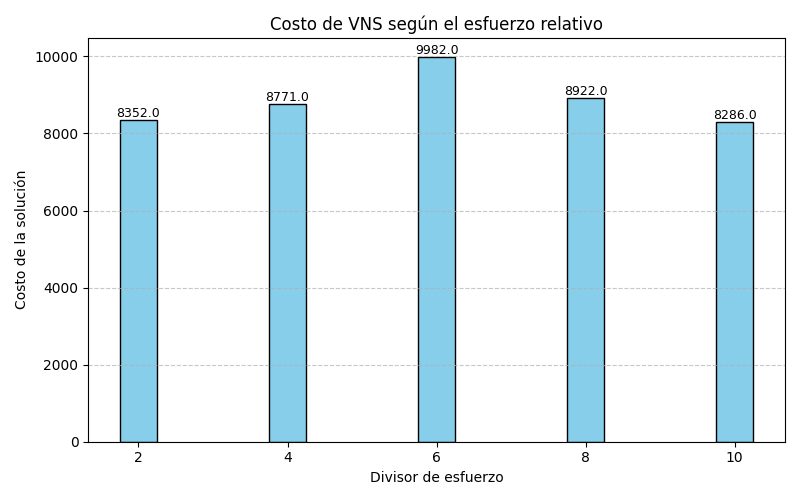 Costo de VNS según el esfuerzo relativo
Costo de la solución
10000
8000
6000
4000
2000
0
8352.0
8771.0
9982.0
8922.0
8286.0
2 4 6 8 10
Divisor de esfuerzo